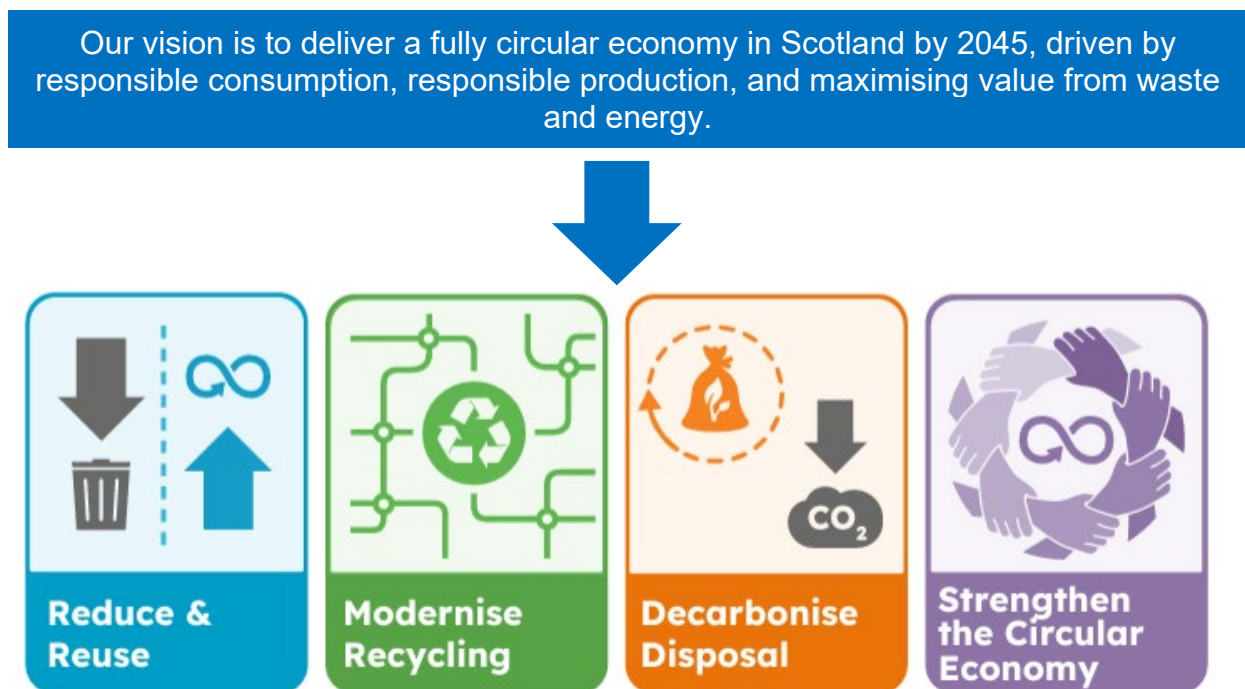 Our vision is to deliver a fully circular economy in Scotland by 2045, driven by
responsible consumption, responsible production, and maximising value from waste
and energy.
CO2
Reduce &
Reuse
Modernise
Recycling
Decarbonise
Disposal
Strengthen
the Circular
Economy